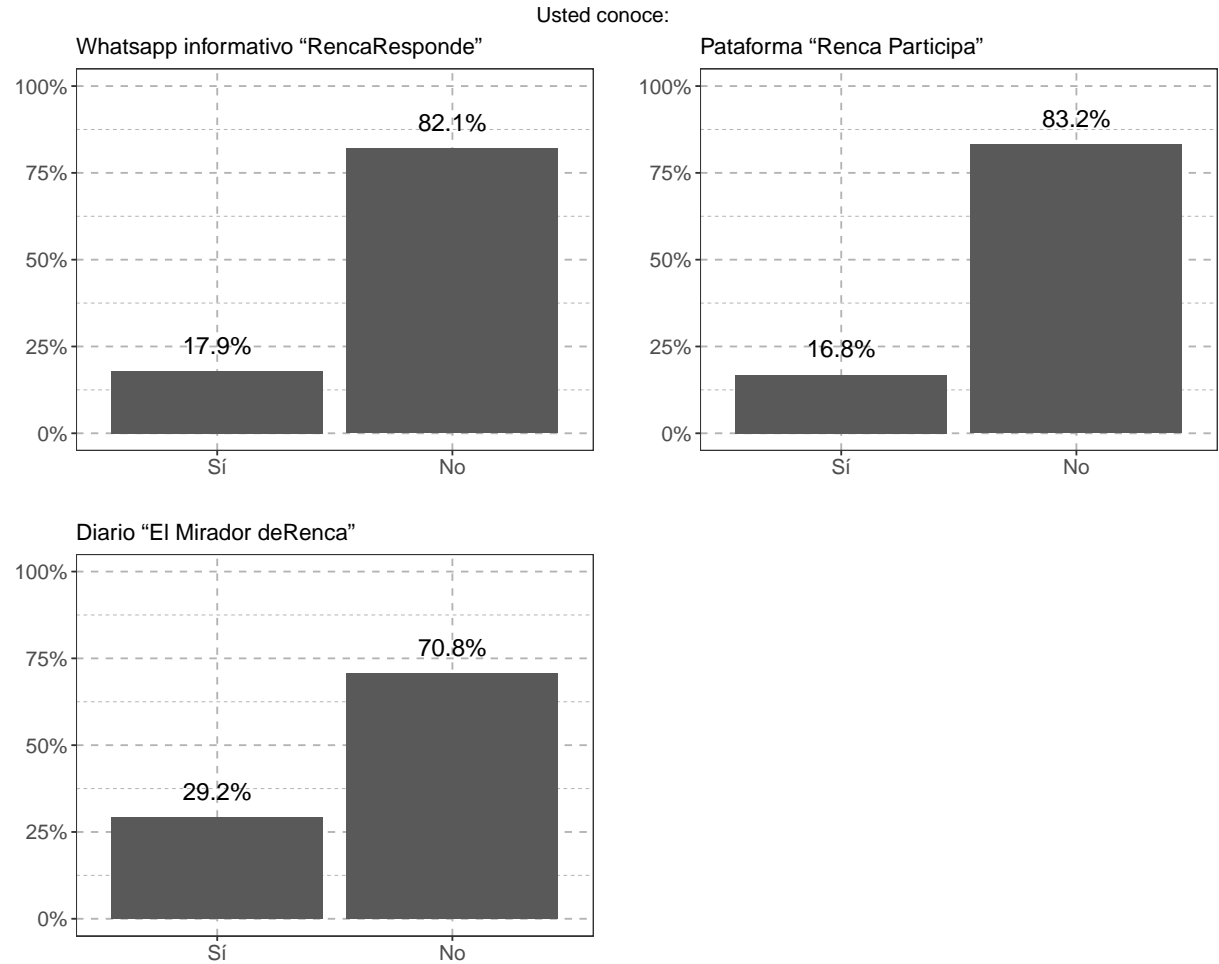 Usted conoce:
Whatsapp informativo “RencaResponde”
100%
75%
50%
25%
0%
17.9%
82.1%
Sí
No
Pataforma “Renca Participa”
100%
75%
50%
25%
0%
16.8%
83.2%
Sí
No
Diario “El Mirador deRenca”
100%
75%
50%
25%
0%
29.2%
70.8%
Sí
No